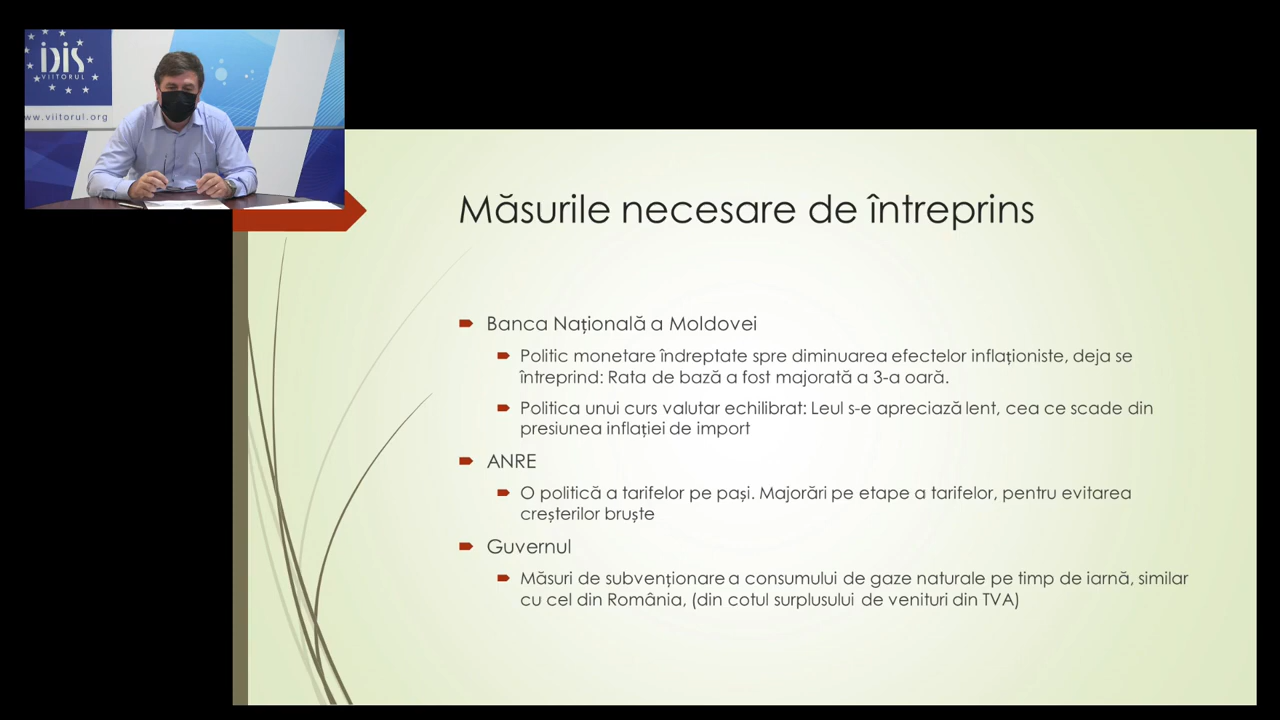 IDIS
VIITORUL
ww.viitorul.org
Măsurile necesare de întreprins
Banca Națională a Moldovei
Politic monetare îndreptate spre diminuarea efectelor inflaționiste, deja se
întreprind: Rata de bază a fost majorată a 3-a oară.
Politica unui curs valutar echilibrat: Leul s-e apreciază lent, cea ce scade din
presiunea inflației de import
ANRE
O politică a tarifelor pe pași. Majorări pe etape a tarifelor, pentru evitarea
creșterilor bruște
Guvernul
Măsuri de subvenționare a consumului de gaze naturale pe timp de iarnă, similar
cu cel din România, (din cotul surplusului de venituri din TVA)